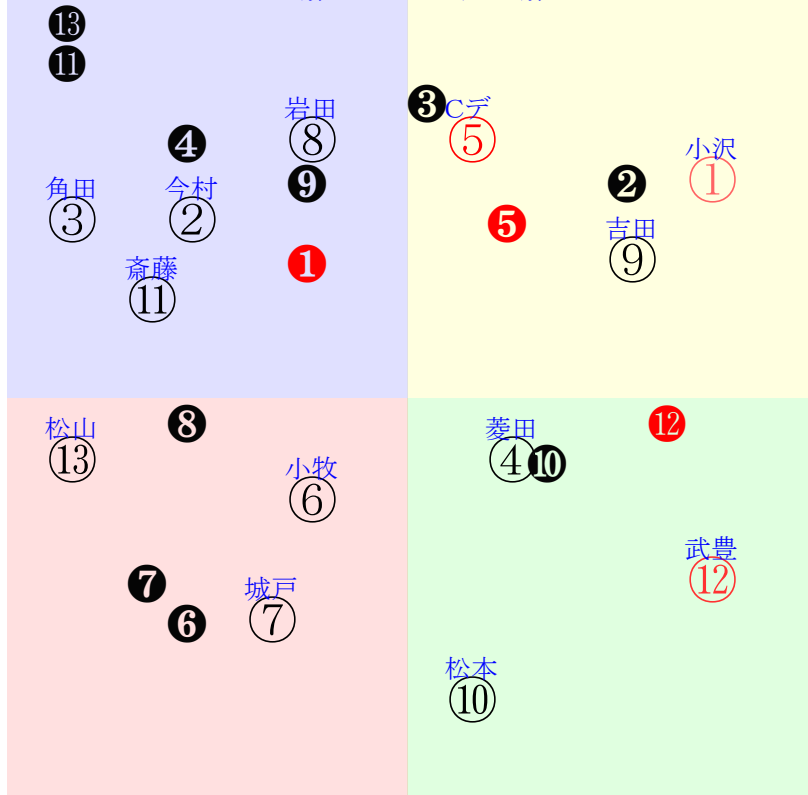 ⓭
⓫
❸
Cデ
岩田
❹
⑧
⑤
小沢
角田
今村
❾
❷
①
③
②
❺
吉田
斎藤
❶
⑨
⑪
松山
❽
菱田
⓬
⑬
小牧
④❿
⑥
武豊
❼
城戸
⑫
❻
⑦
松本
⑩